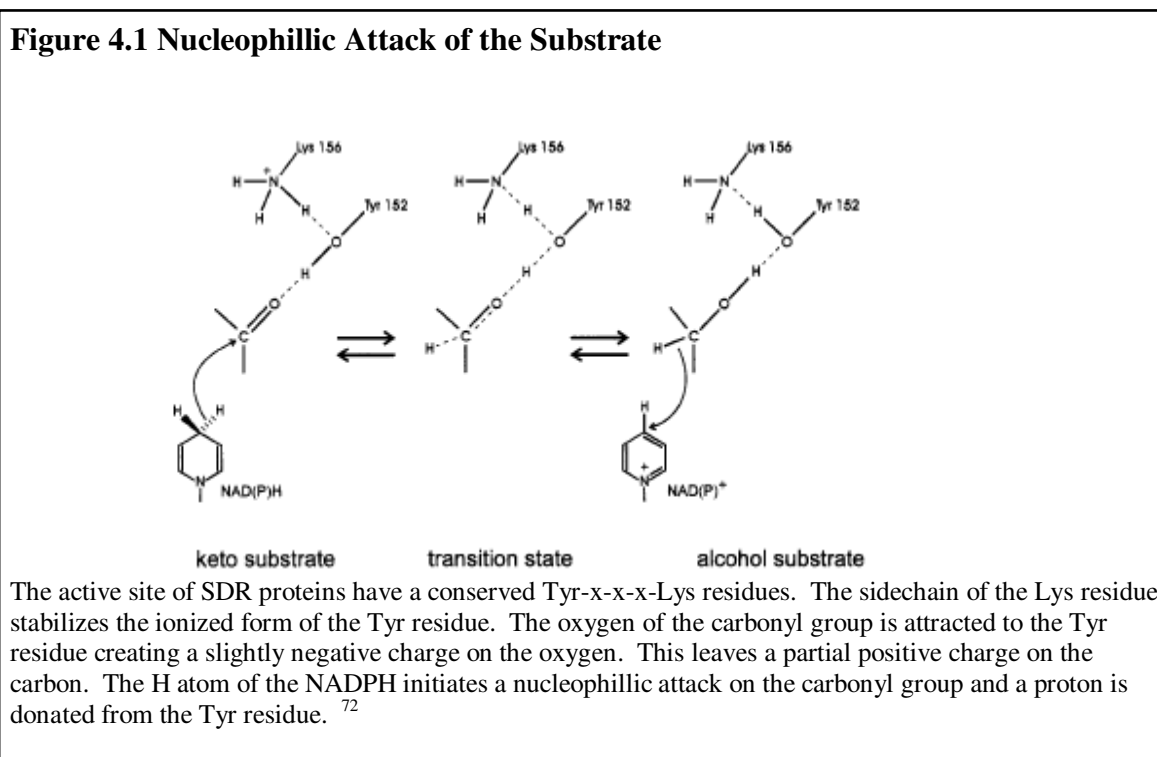 Figure 4.1 Nucleophillic Attack of the Substrate
Lys 156 Lys 156 Lys 156
+
H N H N H N
Tyr 152 Tyr 152 Tyr 152
H H H H H H
O O O
H H H
O O O
C H C H C
H H H
N NAD(P)H + N NAD(P)+
keto substrate transition state alcohol substrate
The active site of SDR proteins have a conserved Tyr-x-x-x-Lys residues. The sidechain of the Lys residue
stabilizes the ionized form of the Tyr residue. The oxygen of the carbonyl group is attracted to the Tyr
residue creating a slightly negative charge on the oxygen. This leaves a partial positive charge on the
carbon. The H atom of the NADPH initiates a nucleophillic attack on the carbonyl group and a proton is
donated from the Tyr residue. 72